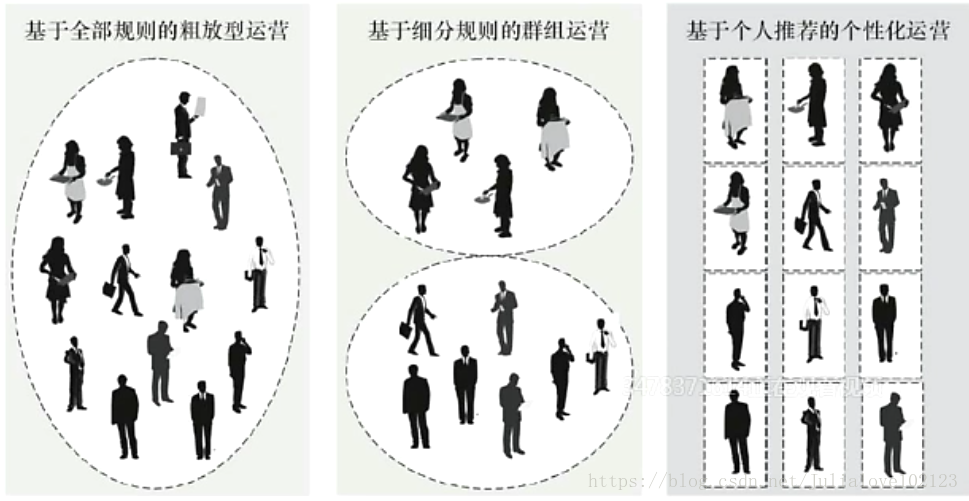 基于全部规则的粗放型运营
基于细分规则的群组运营
基于个人推荐的个性化运营
https://blog.csdn.net/Julialove102123